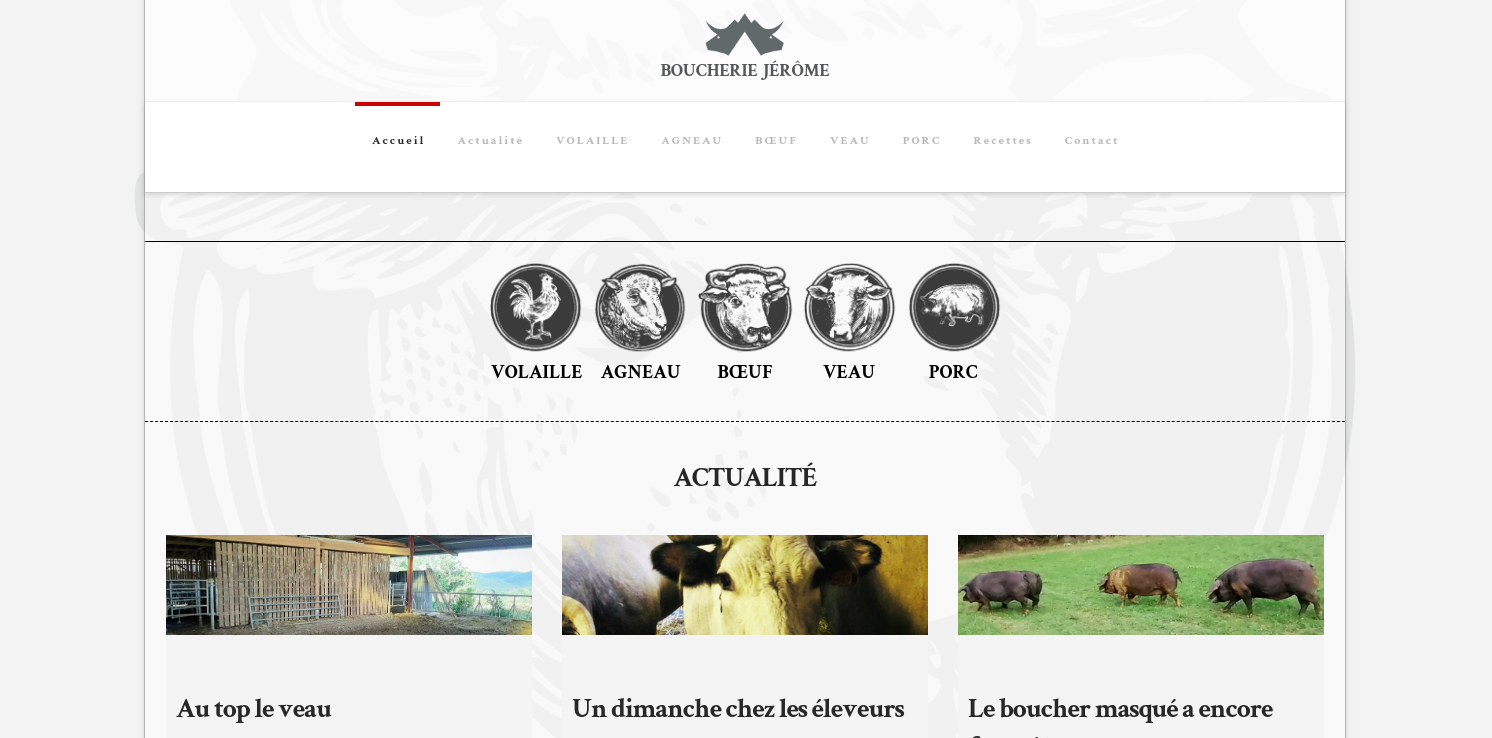 BOUCHERIE JÉRÔME
Accueil Actualité VOLAILLE AGNEAU BŒUF VEAU PORC Recettes Contact
VOLAILLE AGNEAU BŒUF VEAU PORC
ACTUALITÉ
Au top le veau
Un dimanche chez les éleveurs
Le boucher masqué a encore